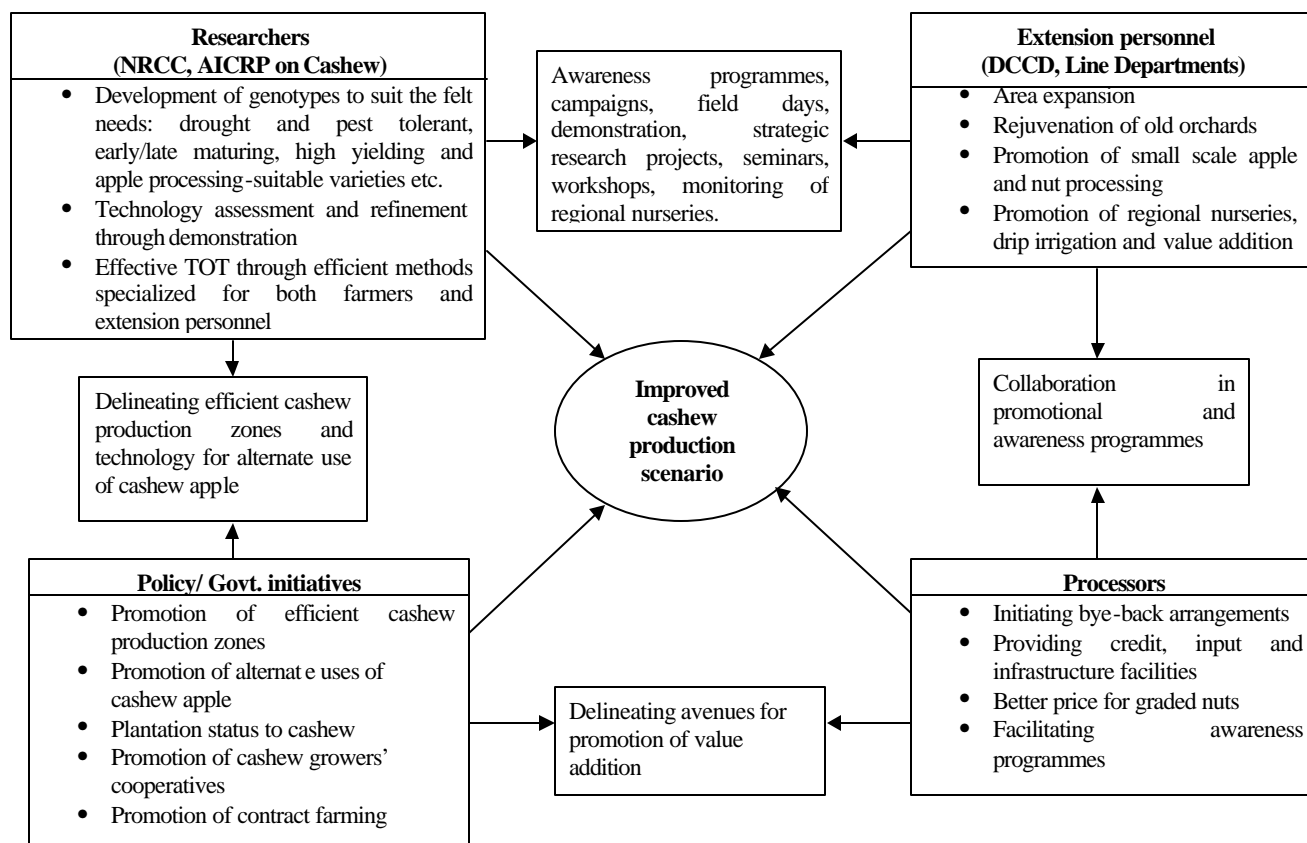 Researchers
(NRCC, AICRP on Cashew)
• Development of genotypes to suit the felt
needs: drought and pest tolerant,
early/late maturing, high yielding and
apple processing-suitable varieties etc.
• Technology assessment and refinement
through demonstration
• Effective TOT through efficient methods
specialized for both farmers and
extension personnel
Awareness programmes,
campaigns, field days,
demonstration, strategic
research projects, seminars,
workshops, monitoring of
regional nurseries.
Extension personnel
(DCCD, Line Departments)
• Area expansion
• Rejuvenation of old orchards
• Promotion of small scale apple
and nut processing
• Promotion of regional nurseries,
drip irrigation and value addition
Delineating efficient cashew
production zones and
technology for alternate use
of cashew apple
Improved
cashew
production
scenario
Collaboration in
promotional and
awareness programmes
Policy/ Govt. initiatives
• Promotion of efficient cashew
production zones
• Promotion of alternat e uses of
cashew apple
• Plantation status to cashew
• Promotion of cashew growers'
cooperatives
• Promotion of contract farming
Delineating avenues for
promotion of value
addition
Processors
• Initiating bye-back arrangements
• Providing credit, input and
infrastructure facilities
• Better price for graded nuts
• Facilitating awareness
programmes